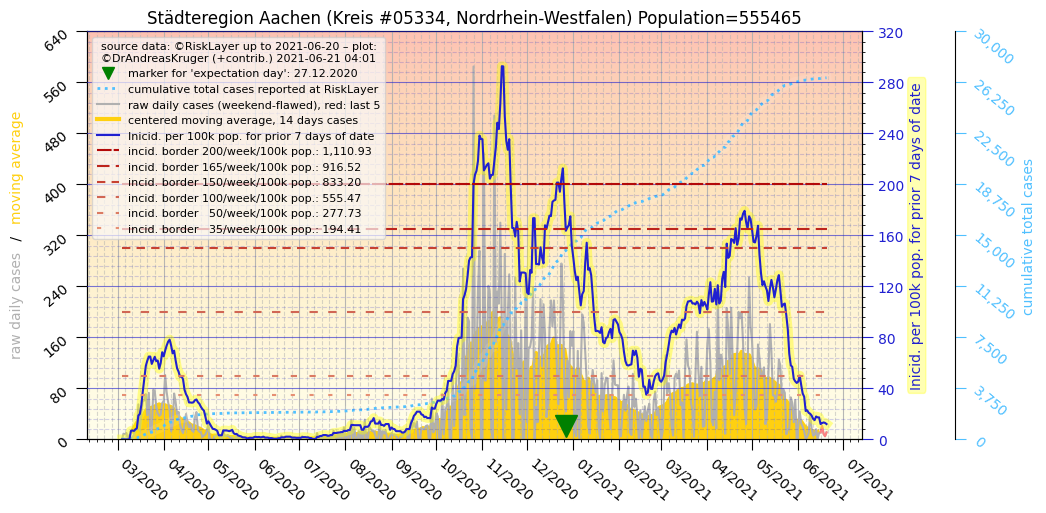 Städteregion Aachen (Kreis #05334, Nordrhein-Westfalen) Population=555465
source data: ©RiskLayer up to 2021-06-20 – plot:
©DrAndreasKruger (+contrib.) 2021-06-21 04:01
marker for 'expectation day': 27.12.2020
cumulative total cases reported at RiskLayer
raw daily cases (weekend-flawed), red: last 5
centered moving average, 14 days cases
Inicid. per 100k pop. for prior 7 days of date
incid. border 200/week/100k pop.: 1,110.93
incid. border 165/week/100k pop.: 916.52
incid. border 150/week/100k pop.: 833.20
incid. border 100/week/100k pop.: 555.47
incid. border   50/week/100k pop.: 277.73
incid. border   35/week/100k pop.: 194.41
raw daily cases / moving average
640
560
480
400
320
240
160
80
0
320
280
240
200
160
120
80
40
0
Inicid. per 100k pop. for prior 7 days of date
30,000
26,250
22,500
18,750
15,000
11,250
7,500
3,750
0
cumulative total cases
03/2020
04/2020
05/2020
06/2020
07/2020
08/2020
09/2020
10/2020
11/2020
12/2020
01/2021
02/2021
03/2021
04/2021
05/2021
06/2021
07/2021